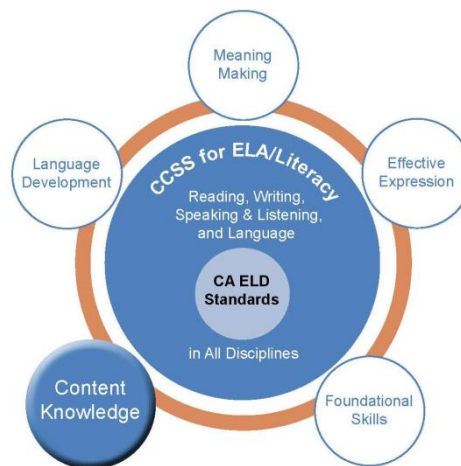 Meaning
Making
Language
Development
Effective
Expression
CCSS for ELA/Literacy
Reading, Writing,
Speaking & Listening,
and Language
CA ELD
Standards
in All Disciplines
Content
Knowledge
Foundational
Skills